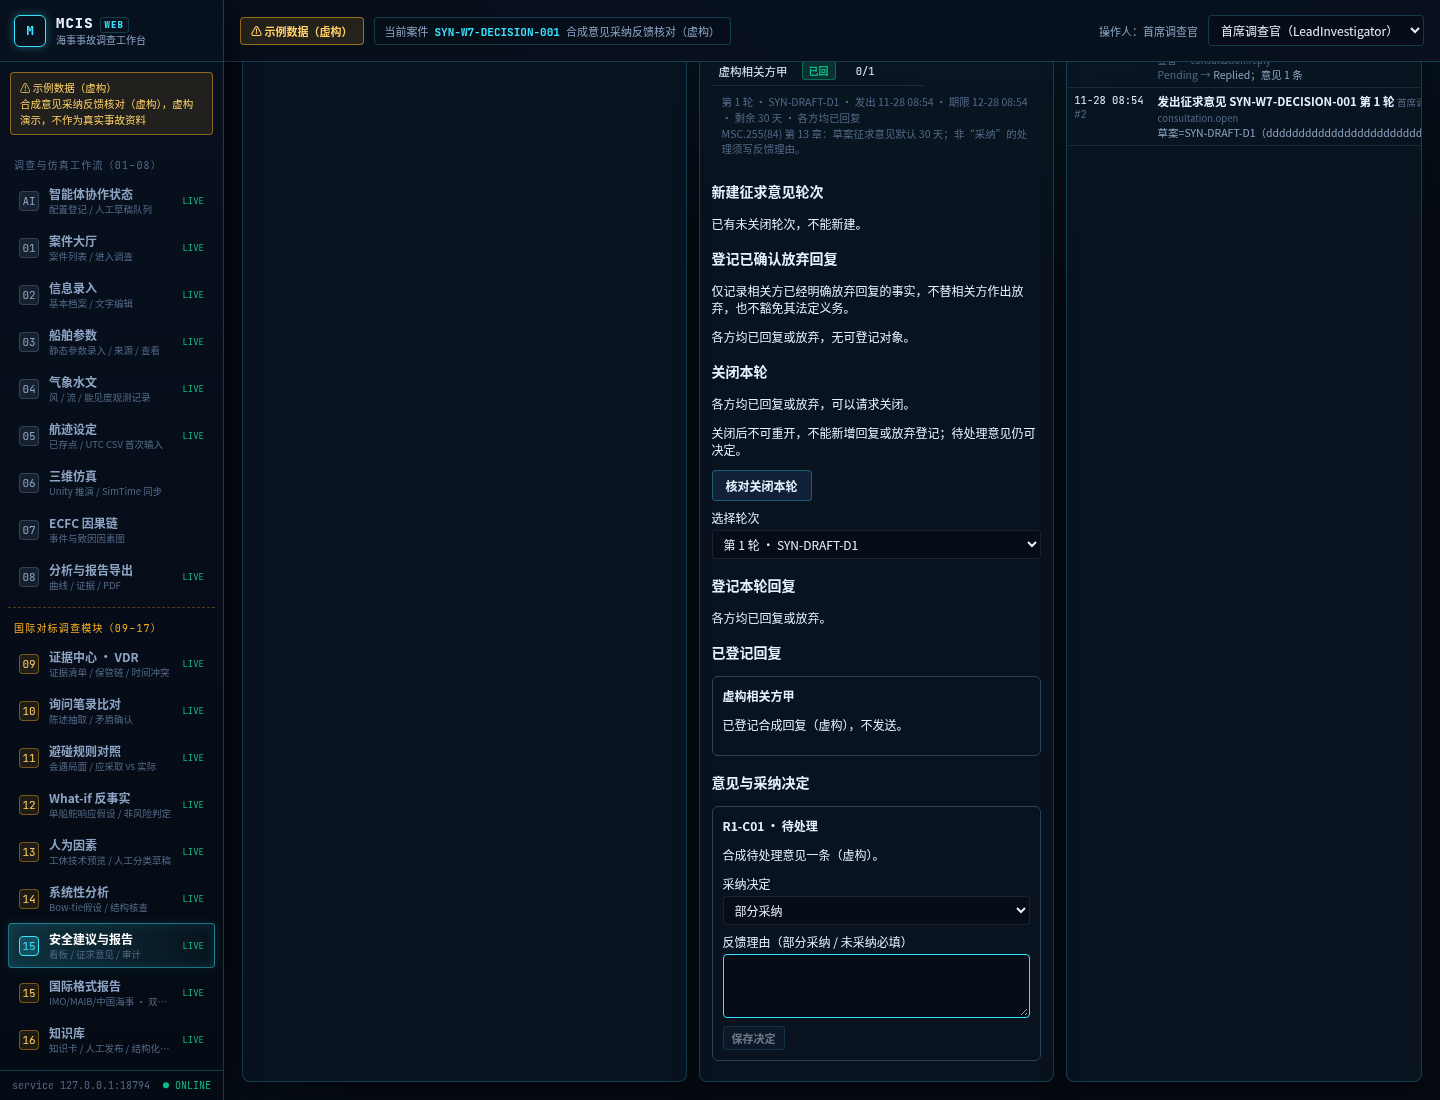 M
MCIS WEB
海事事故调查工作台
⚠ 示例数据（虚构）
当前案件 SYN-W7-DECISION-001 合成意见采纳反馈核对（虚构）
操作人：首席调查官
首席调查官（LeadInvestigator）
⚠ 示例数据（虚构）
合成意见采纳反馈核对（虚构），虚构
演示，不作为真实事故资料
调查与仿真工作流（01–08）
AI 智能体协作状态 LIVE
配置登记 / 人工草稿队列
01 案件大厅 LIVE
案件列表 / 进入调查
02 信息录入 LIVE
基本档案 / 文字编辑
03 船舶参数 LIVE
静态参数录入 / 来源 / 查看
04 气象水文 LIVE
风 / 流 / 能见度观测记录
05 航迹设定 LIVE
已存点 / UTC CSV 首次输入
06 三维仿真
Unity 推演 / SimTime 同步
07 ECFC 因果链
事件与致因因素图
08 分析与报告导出 LIVE
曲线 / 证据 / PDF
国际对标调查模块（09–17）
09 证据中心 · VDR LIVE
证据清单 / 保管链 / 时间冲突
10 询问笔录比对 LIVE
陈述抽取 / 矛盾确认
11 避碰规则对照 LIVE
会遇局面 / 应采取 vs 实际
12 What-if 反事实 LIVE
单船舵响应假设 / 非风险判定
13 人为因素 LIVE
工休技术预览 / 人工分类草稿
14 系统性分析 LIVE
Bow-tie假设 / 结构核查
15 安全建议与报告 LIVE
看板 / 征求意见 / 审计
15 国际格式报告 LIVE
IMO/MAIB/中国海事 · 双…
16 知识库 LIVE
知识卡 / 人工发布 / 结构化…
service 127.0.0.1:18794 ● ONLINE
虚构相关方甲 已回 0/1
第 1 轮 · SYN-DRAFT-D1 · 发出 11-28 08:54 · 期限 12-28 08:54
· 剩余 30 天 · 各方均已回复
MSC.255(84) 第 13 章：草案征求意见默认 30 天；非“采纳”的处
理须写反馈理由。
新建征求意见轮次
已有未关闭轮次，不能新建。
登记已确认放弃回复
仅记录相关方已经明确放弃回复的事实，不替相关方作出放
弃，也不豁免其法定义务。
各方均已回复或放弃，无可登记对象。
关闭本轮
各方均已回复或放弃，可以请求关闭。
关闭后不可重开，不能新增回复或放弃登记；待处理意见仍可
决定。
核对关闭本轮
选择轮次
第 1 轮 · SYN-DRAFT-D1
登记本轮回复
各方均已回复或放弃。
已登记回复
虚构相关方甲
已登记合成回复（虚构），不发送。
意见与采纳决定
R1-C01 · 待处理
合成待处理意见一条（虚构）。
采纳决定
部分采纳
反馈理由（部分采纳 / 未采纳必填）
保存决定
Pending → Replied；意见 1 条
11-28 08:54 发出征求意见 SYN-W7-DECISION-001 第 1 轮
#2 consultation.open
草案=SYN-DRAFT-D1（dddddddddddddddddddddddd